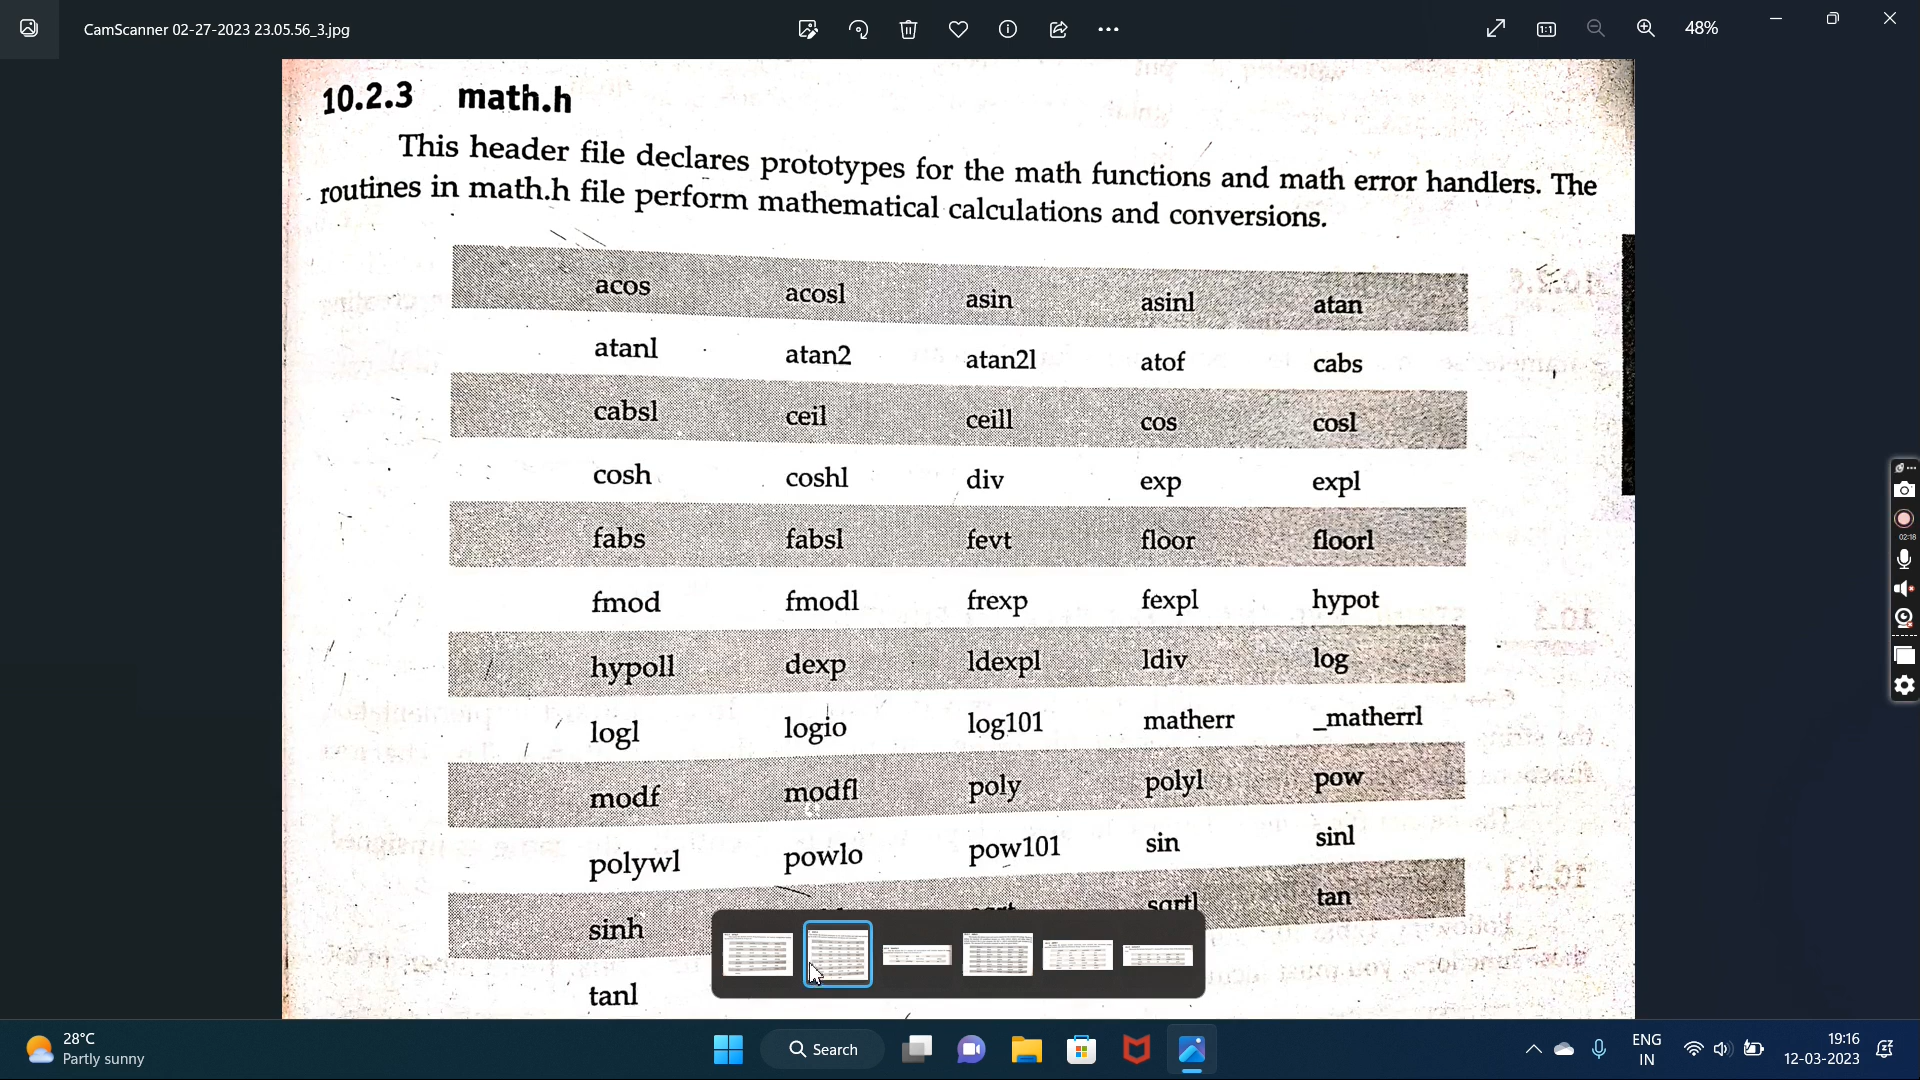 CamScanner 02-27-2023 23.05.56_3.jpg
48%
10.2.3 math.h
This header file declares prototypes for the math functions and math error handlers. The
routines in math.h file perform mathematical calculations and conversions.
acos acosl asin asinl atan
atanl atan2 atan2l atof cabs
cabsl ceil ceill cos cosl
cosh coshl div exp expl
fabs fabsl fevt floor floorl
fmod fmodl frexp fexpl hypot
hypoll dexp ldexpl ldiv log
logl logio log101 matherr _matherrl
modf modfl poly polyl pow
polywl powlo pow101 sin sinl
sinh sqrt sqrtl tan
tanl
02:18
28°C
Partly sunny
Search
ENG
IN
19:16
12-03-2023